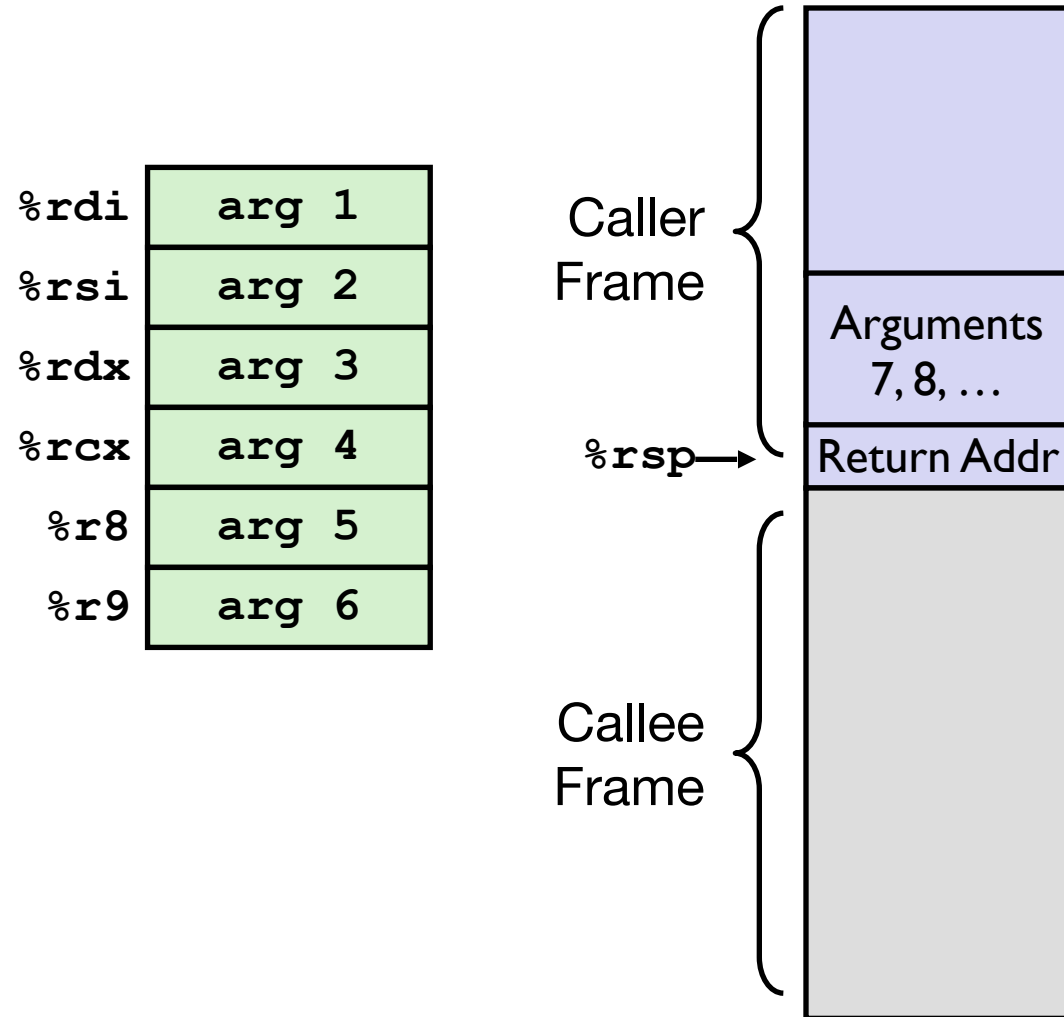 %rdi arg 1
%rsi arg 2
%rdx arg 3
%rcx arg 4
%r8 arg 5
%r9 arg 6
Caller
Frame
Arguments
7, 8, …
%rsp
Return Addr
Callee
Frame